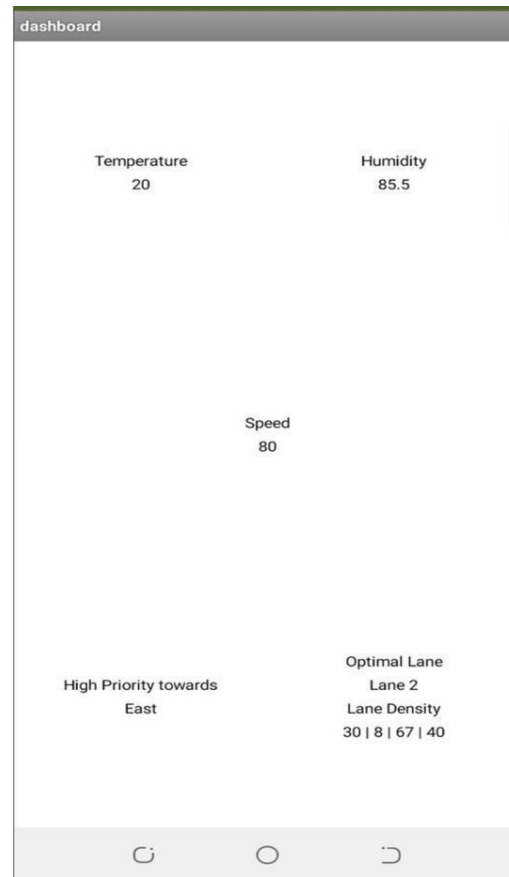 dashboard
Temperature
20
Humidity
85.5
Speed
80
High Priority towards
East
Optimal Lane
Lane 2
Lane Density
30 | 8 | 67 | 40